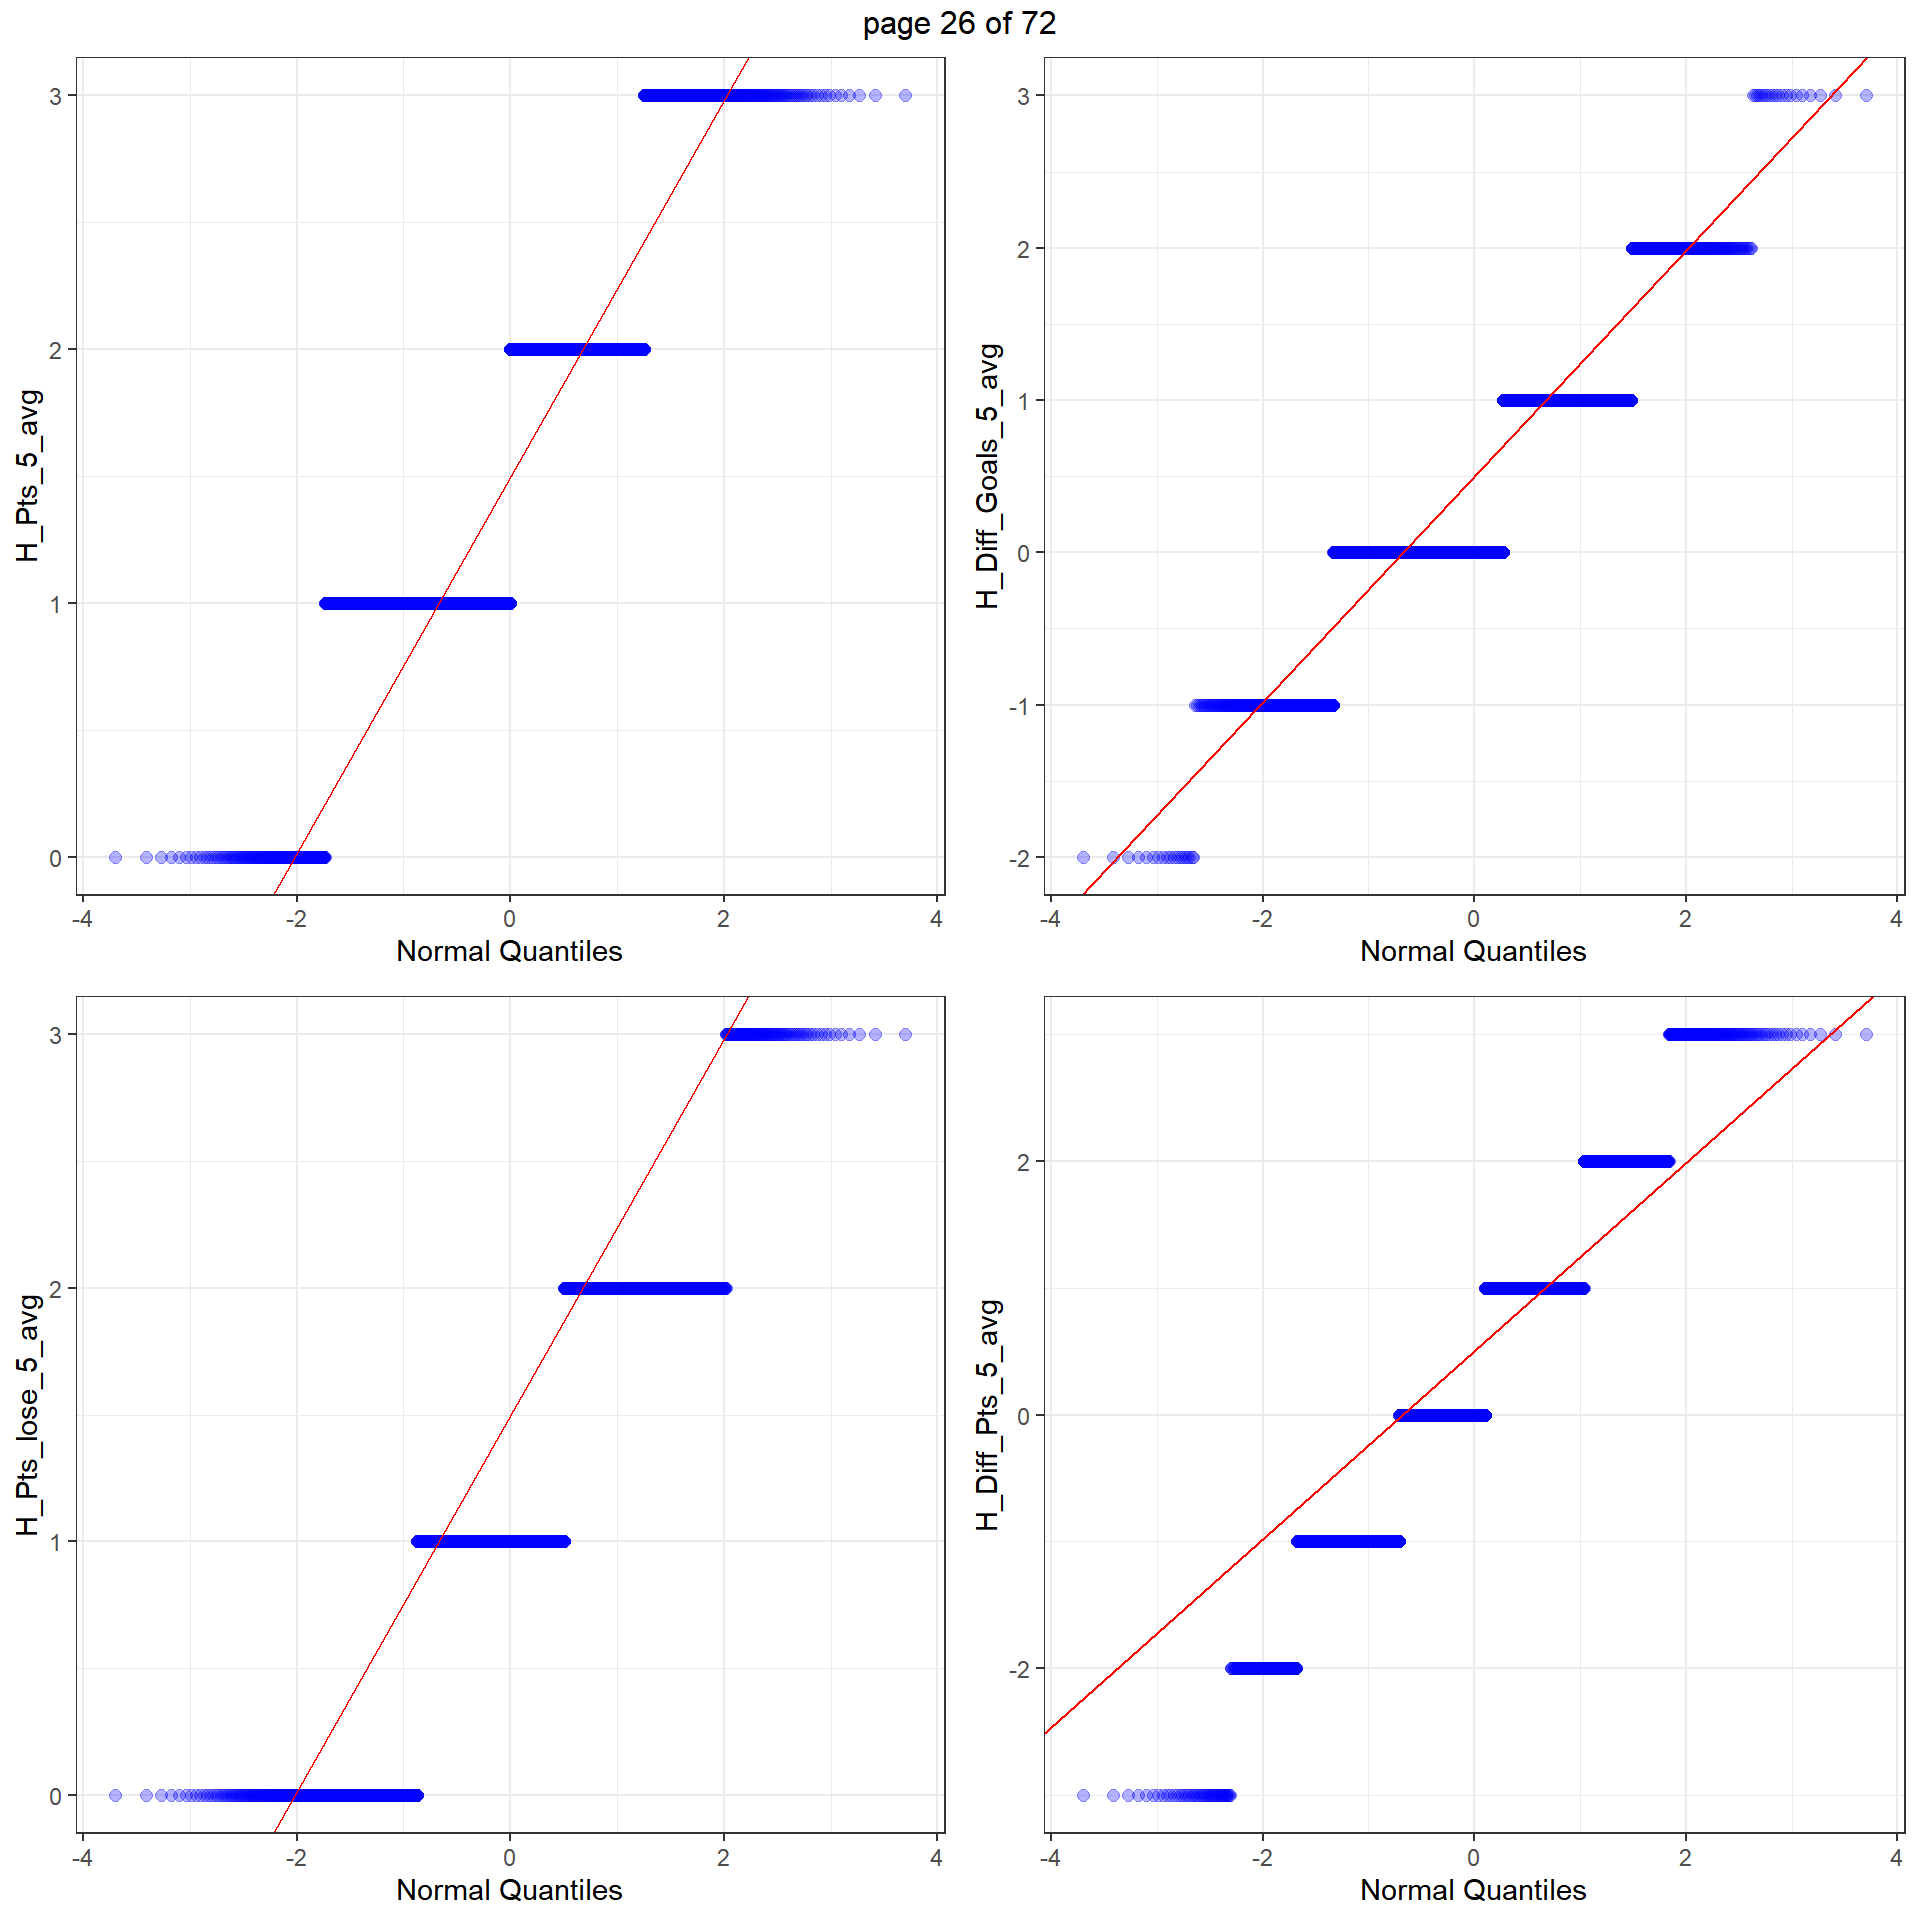 page 26 of 72
H_Pts_5_avg
3
2
1
0
-4 -2 0 2 4
Normal Quantiles
H_Diff_Goals_5_avg
3
2
1
0
-1
-2
-4 -2 0 2 4
Normal Quantiles
H_Pts_lose_5_avg
3
2
1
0
-4 -2 0 2 4
Normal Quantiles
H_Diff_Pts_5_avg
2
0
-2
-4 -2 0 2 4
Normal Quantiles